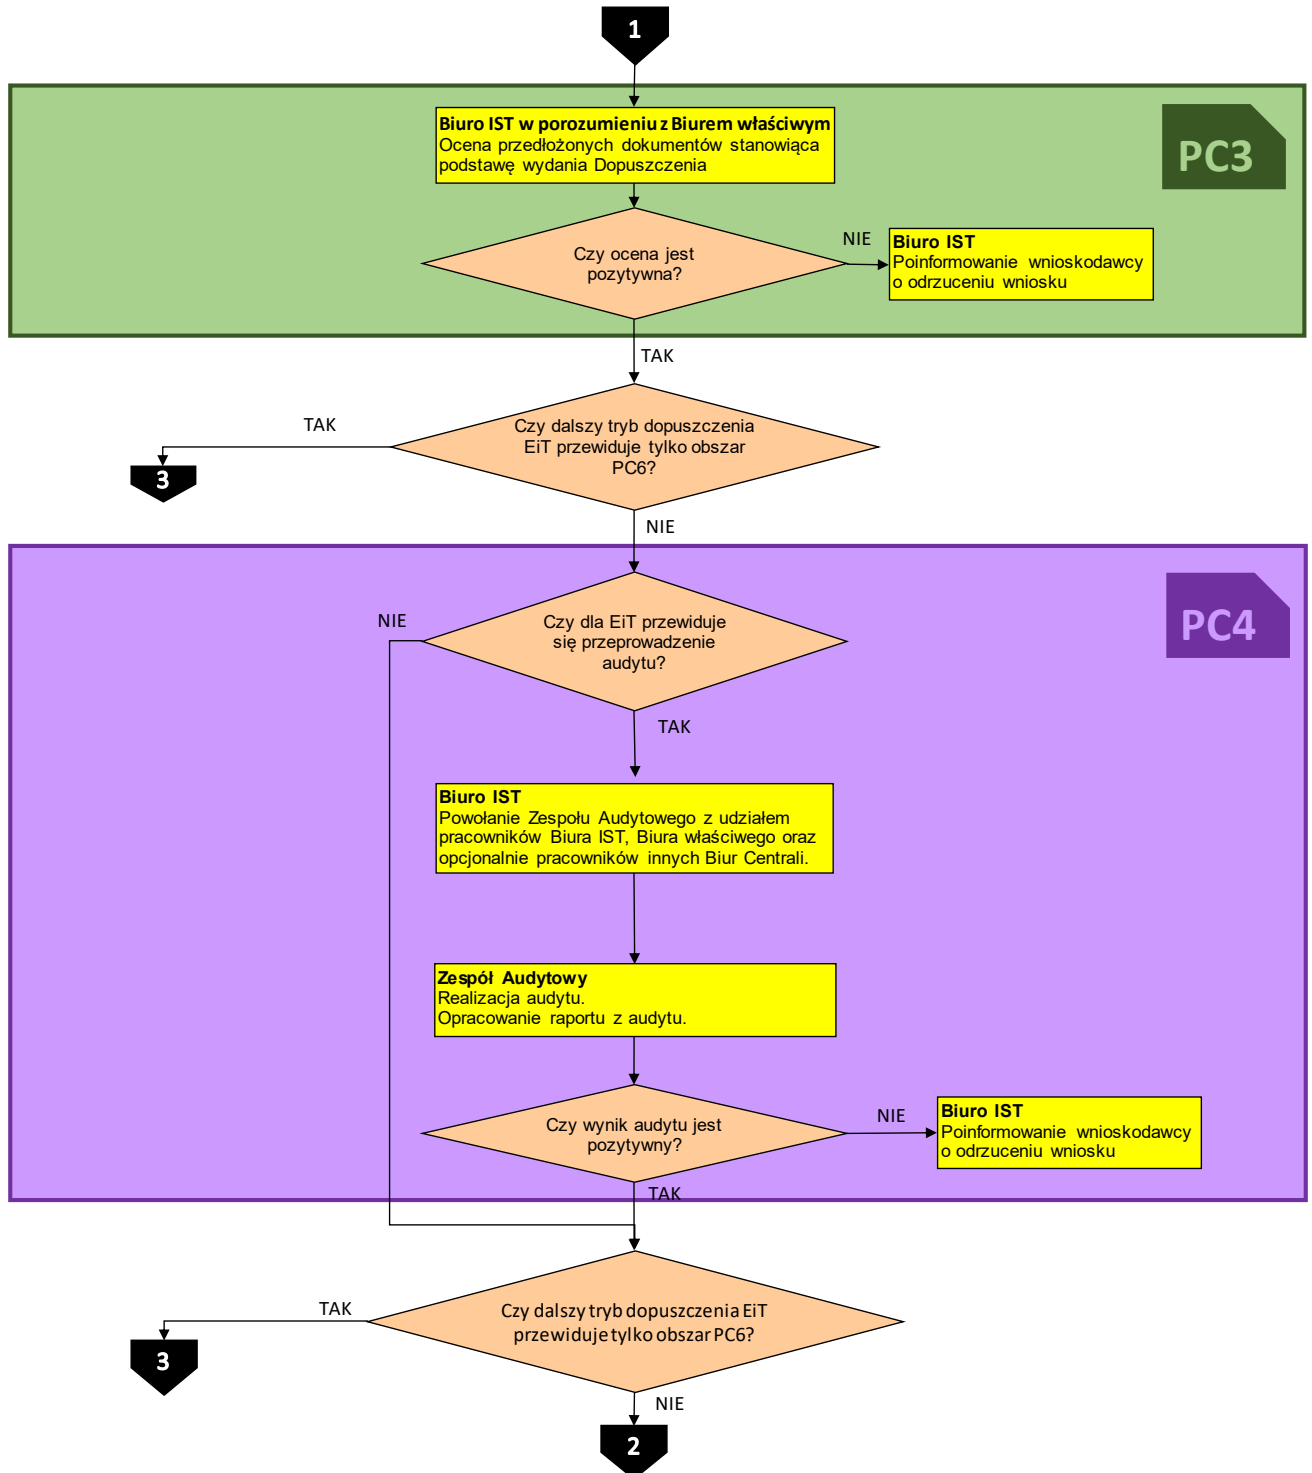 1
Biuro IST w porozumieniu z Biurem właściwym
Ocena przedłożonych dokumentów stanowiąca
podstawę wydania Dopuszczenia
PC3
Czy ocena jest
pozytywna?
NIE
Biuro IST
Poinformowanie wnioskodawcy
o odrzuceniu wniosku
TAK
Czy dalszy tryb dopuszczenia
EiT przewiduje tylko obszar
PC6?
TAK
3
NIE
PC4
Czy dla EiT przewiduje
się przeprowadzenie
audytu?
NIE
TAK
Biuro IST
Powołanie Zespołu Audytowego z udziałem
pracowników Biura IST, Biura właściwego oraz
opcjonalnie pracowników innych Biur Centrali.
Zespół Audytowy
Realizacja audytu.
Opracowanie raportu z audytu.
Czy wynik audytu jest
pozytywny?
NIE
Biuro IST
Poinformowanie wnioskodawcy
o odrzuceniu wniosku
TAK
Czy dalszy tryb dopuszczenia EiT
przewiduje tylko obszar PC6?
TAK
3
NIE
2